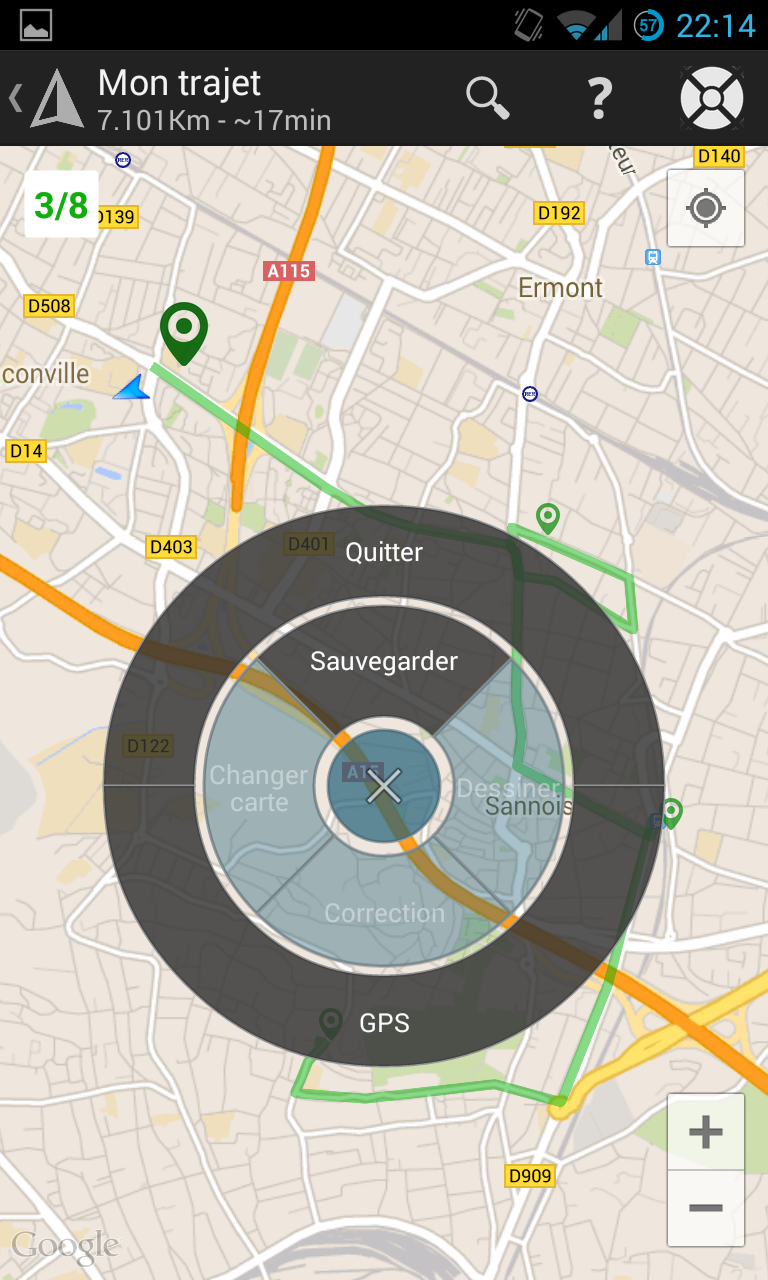 57 22:14
Mon trajet
7.101Km - ~17min
D140
3/8
D139
D192
A115
Ermont
D508
conville
D14
D403
D401
Quitter
Sauvegarder
D122
A15
Changer
carte
Dessiner
Sannois
Correction
GPS
D909
Google